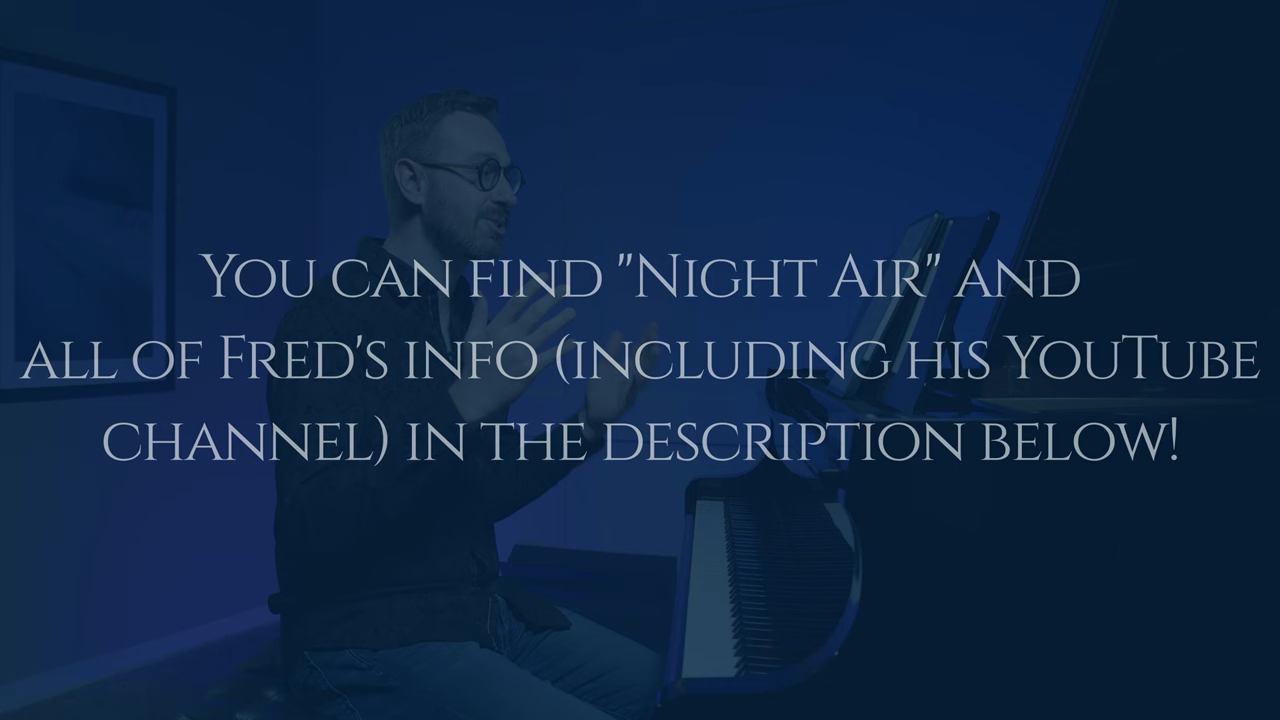 You can find "Night Air" and
all of Fred's info (including his YouTube
channel) in the description below!